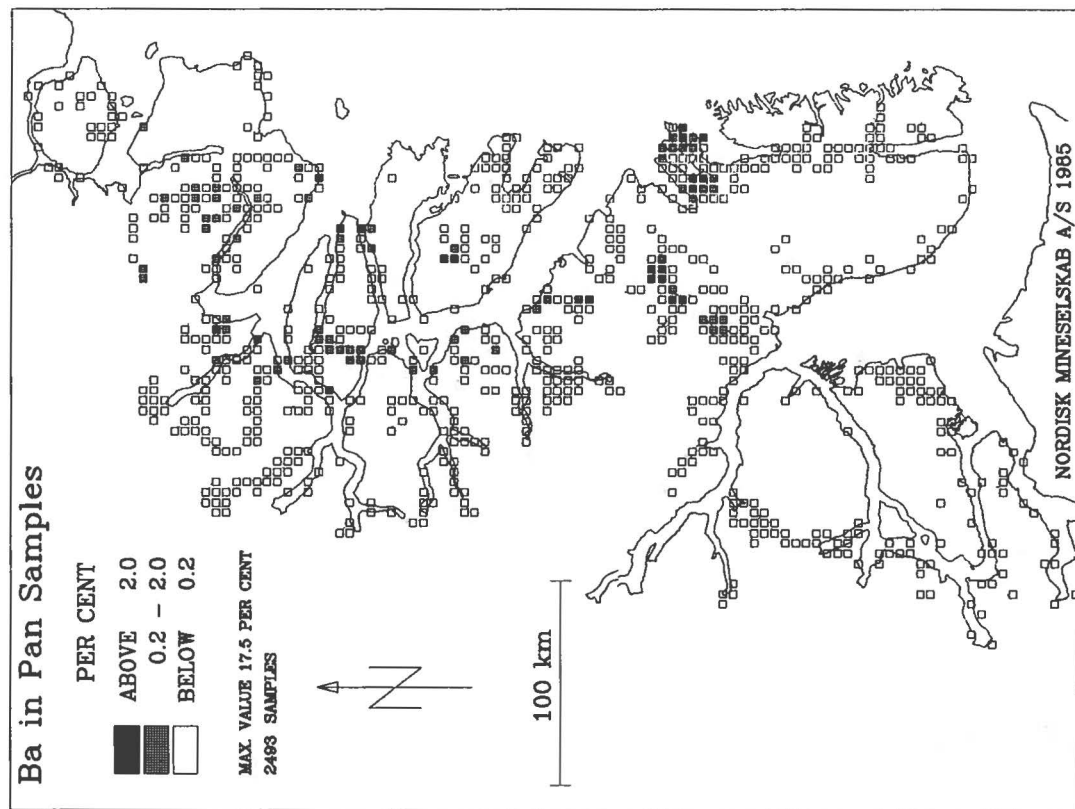 Ba in Pan Samples
PER CENT
ABOVE 2.0
0.2 - 2.0
BELOW 0.2
MAX. VALUE 17.5 PER CENT
2493 SAMPLES
N
100 km
NORDISK MINESELSKAB A/S 1985